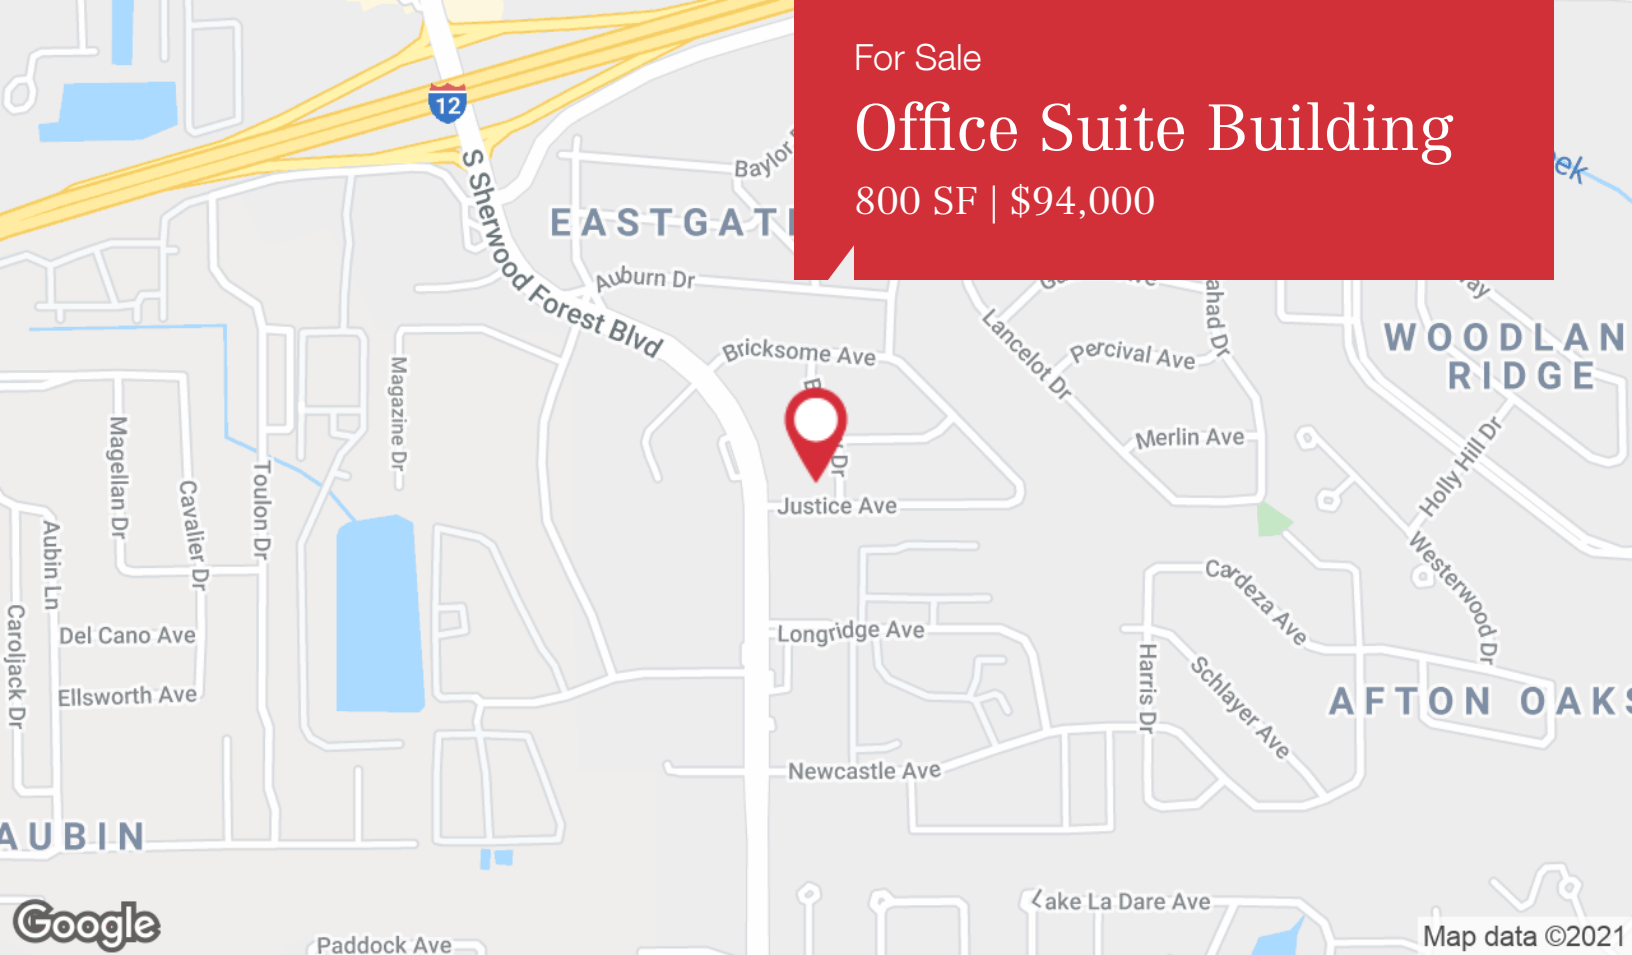 For Sale
Office Suite Building
800 SF | $94,000
12
S Sherwood Forest Blvd
EASTGAT
Auburn Dr
Bricksome Ave
Lancelot Dr
Percival Ave
Merlin Ave
WOODLAN
RIDGE
Holly Hill Dr
Westerwood Dr
Magazine Dr
Magellan Dr
Cavalier Dr
Toulon Dr
Aubin Ln
Caroljack Dr
Del Cano Ave
Ellsworth Ave
Dr
Justice Ave
Longridge Ave
Cardeza Ave
Harris Dr
Schlayer Ave
AFTON OAKS
Newcastle Ave
AUBIN
Lake La Dare Ave
Paddock Ave
Google
Map data ©2021